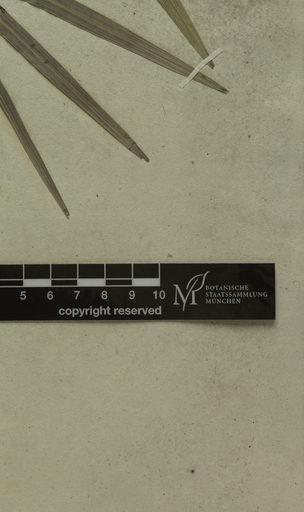 5 6 7 8 9 10
copyright reserved
BOTANISCHE
STAATSSAMMLUNG
MÜNCHEN